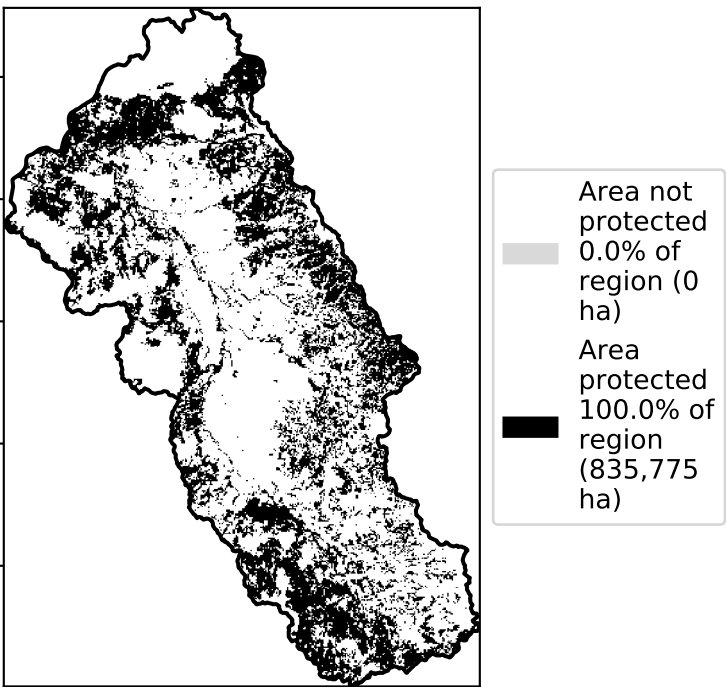 Area not
protected
0.0% of
region (0
ha)
Area
protected
100.0% of
region
(835,775
ha)